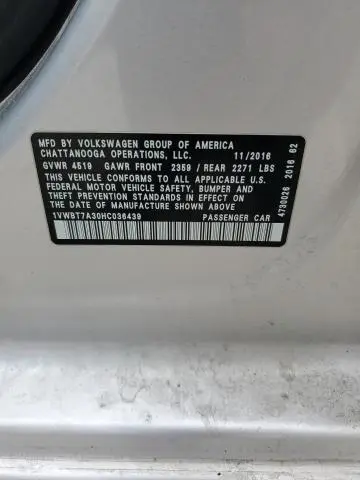 MFD BY VOLKSWAGEN GROUP OF AMERICA
CHATTANOOGA OPERATIONS, LLC. 11/2016
GVWR 4519 GAWR FRONT 2359 / REAR 2271 LBS
THIS VEHICLE CONFORMS TO ALL APPLICABLE U.S.
FEDERAL MOTOR VEHICLE SAFETY, BUMPER AND
THEFT PREVENTION STANDARDS IN EFFECT ON THE
DATE OF MANUFACTURE SHOWN ABOVE
1VWBT7A30HC036439 PASSENGER CAR
4730026 2016 62